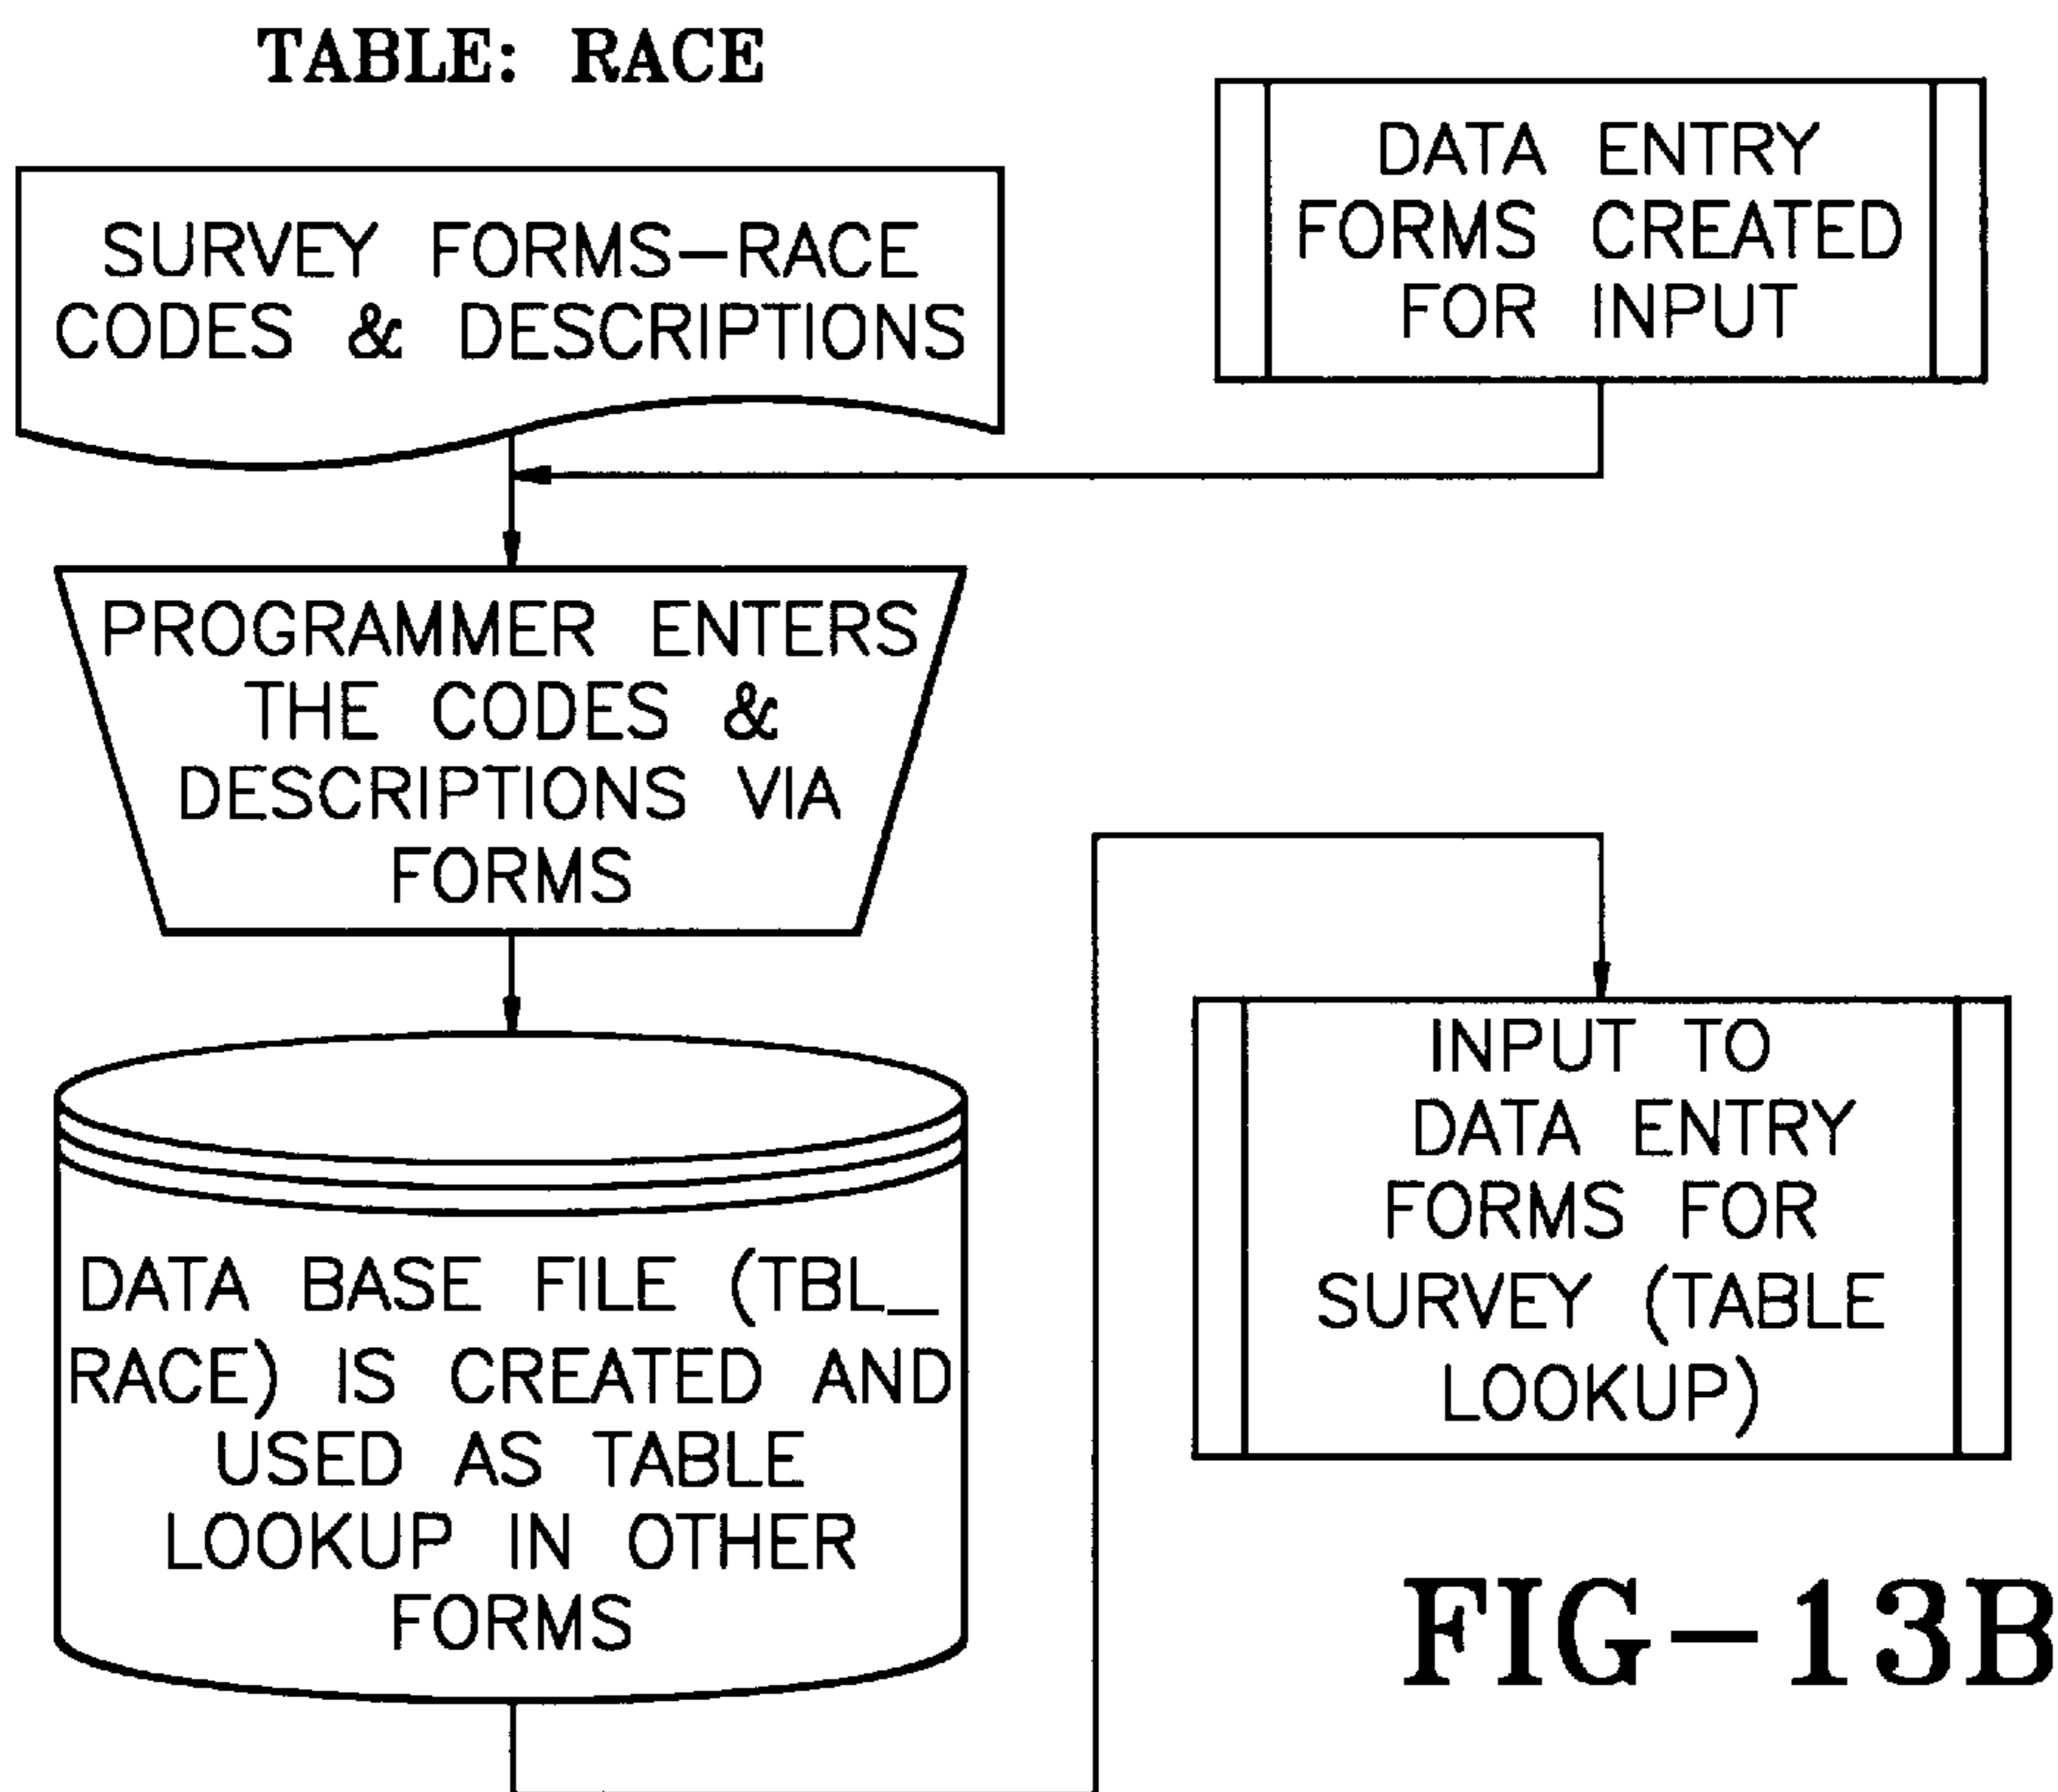 TABLE: RACE
SURVEY FORMS-RACE
CODES & DESCRIPTIONS
DATA ENTRY
FORMS CREATED
FOR INPUT
PROGRAMMER ENTERS
THE CODES &
DESCRIPTIONS VIA
FORMS
DATA BASE FILE (TBL_
RACE) IS CREATED AND
USED AS TABLE
LOOKUP IN OTHER
FORMS
INPUT TO
DATA ENTRY
FORMS FOR
SURVEY (TABLE
LOOKUP)
FIG-13B